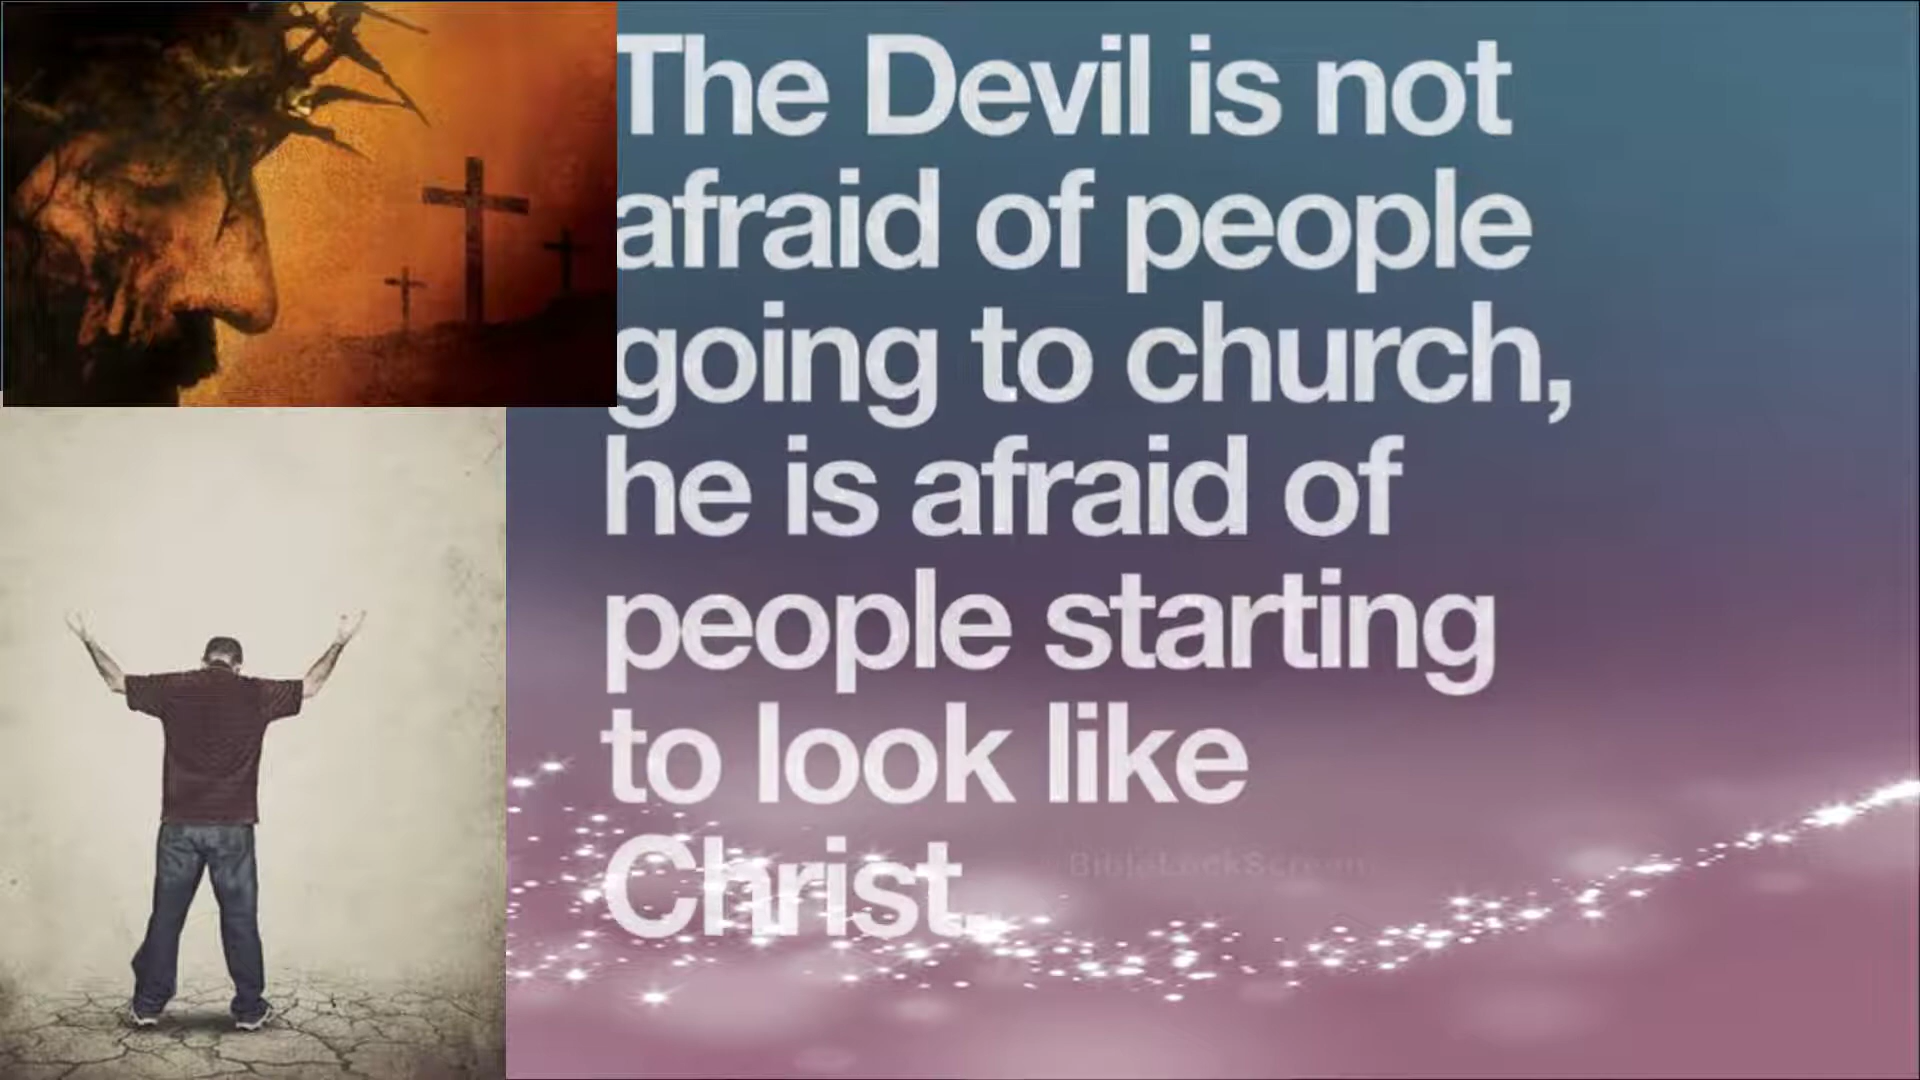 The Devil is not
afraid of people
going to church,
he is afraid of
people starting
to look like
Christ.
BibleLockScreen